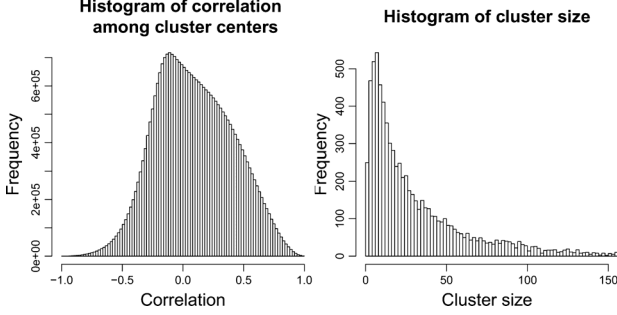 Histogram of correlation
among cluster centers
Frequency
0e+00
2e+05
4e+05
6e+05
−1.0 −0.5 0.0 0.5 1.0
Correlation
Histogram of cluster size
Frequency
0
100
200
300
400
500
0 50 100 150
Cluster size